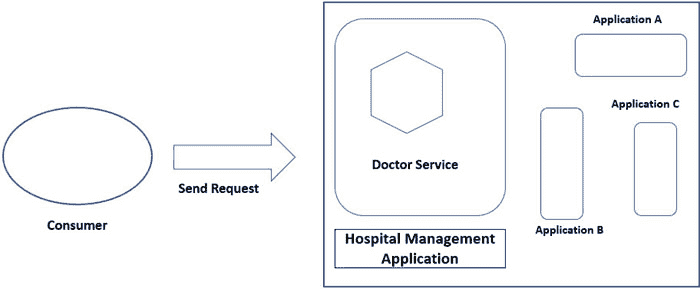 Application A
Application C
Doctor Service
Send Request
Consumer
Application B
Hospital Management
Application